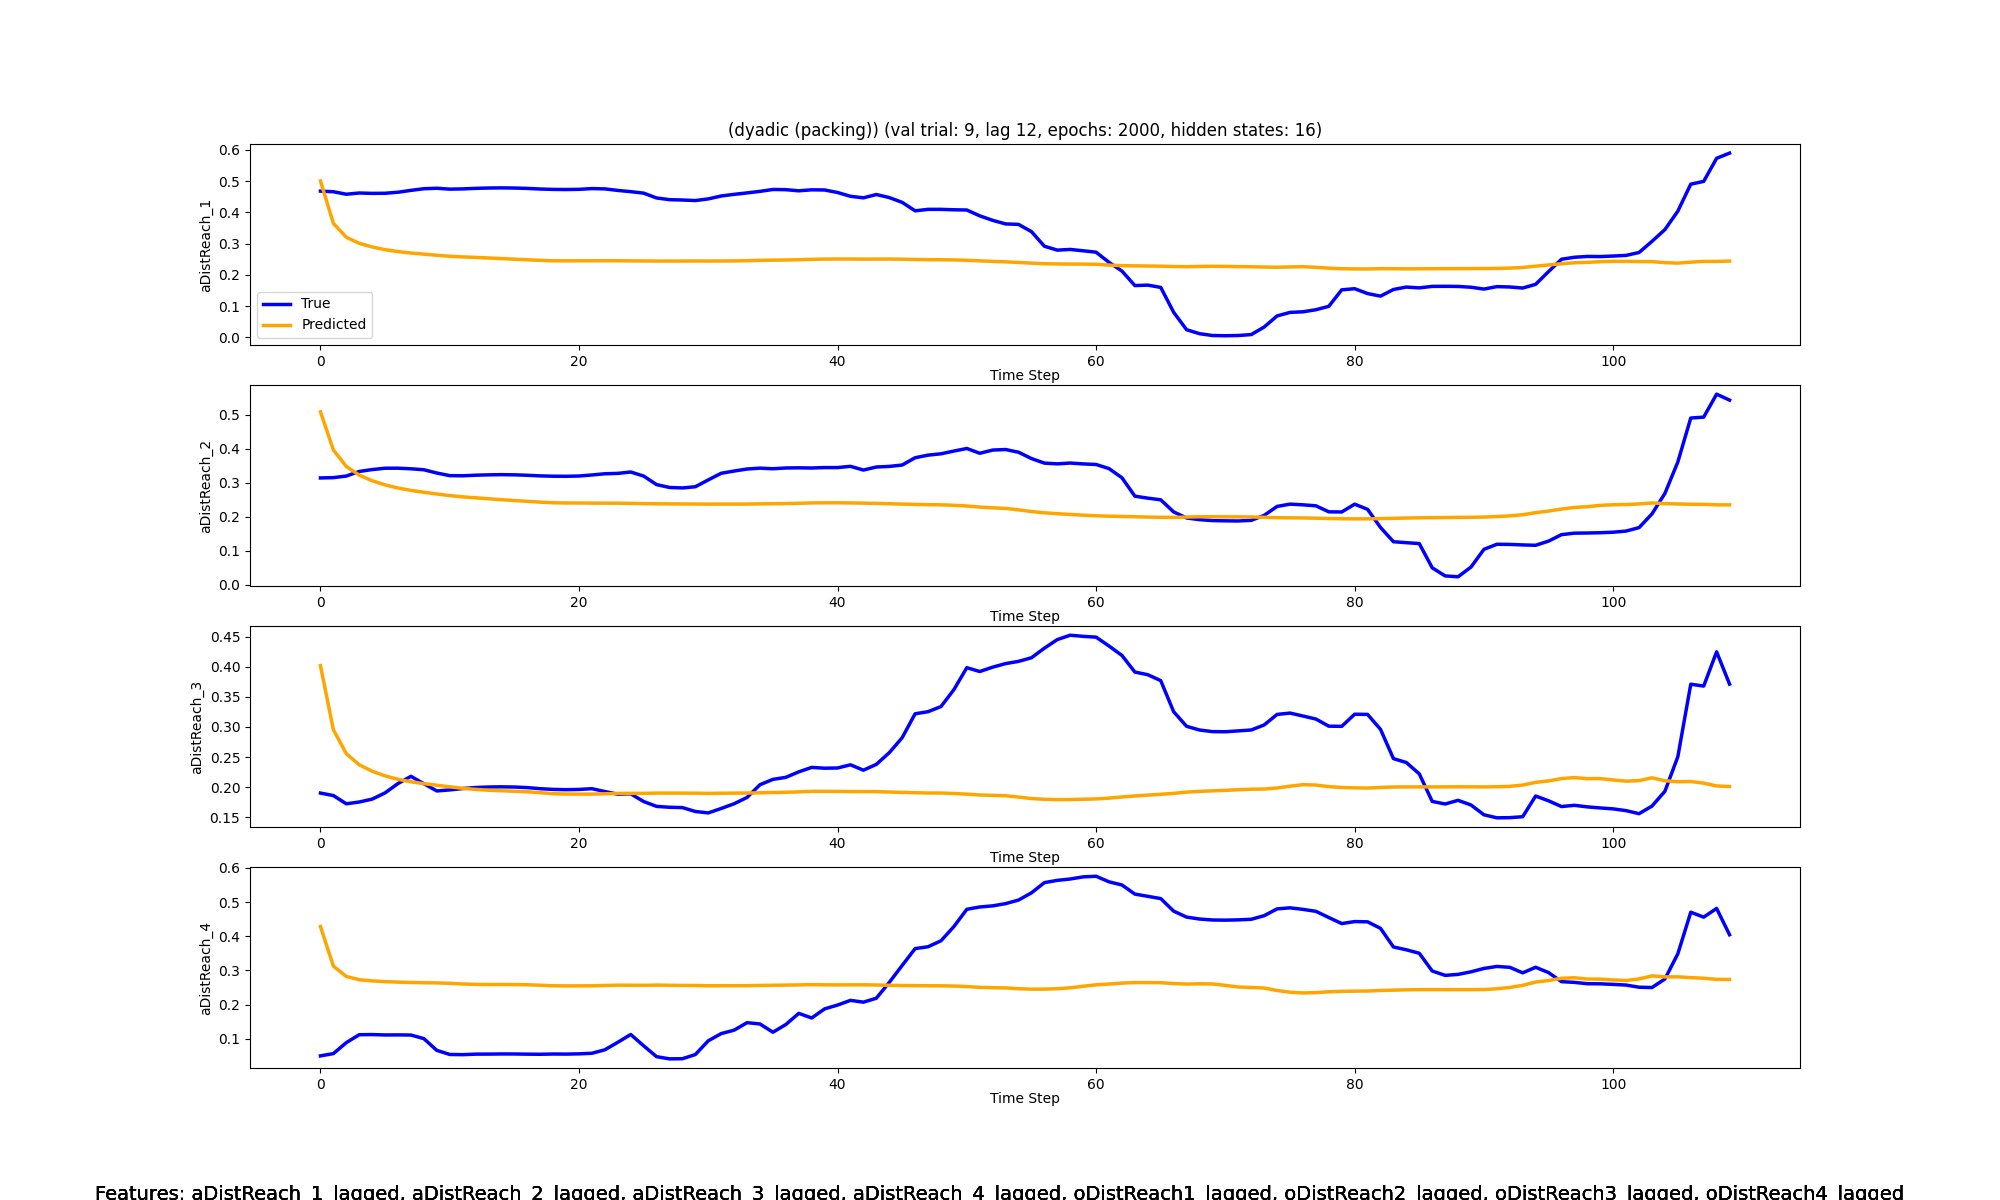 (dyadic (packing)) (val trial: 9, lag 12, epochs: 2000, hidden states: 16)
aDistReach_1
0.6
0.5
0.4
0.3
0.2
0.1
0.0
True
Predicted
0 20 40 60 80 100
Time Step
aDistReach_2
0.5
0.4
0.3
0.2
0.1
0.0
0 20 40 60 80 100
Time Step
aDistReach_3
0.45
0.40
0.35
0.30
0.25
0.20
0.15
0 20 40 60 80 100
Time Step
aDistReach_4
0.6
0.5
0.4
0.3
0.2
0.1
0 20 40 60 80 100
Time Step
Features: aDistReach_1_lagged, aDistReach_2_lagged, aDistReach_3_lagged, aDistReach_4_lagged, oDistReach1_lagged, oDistReach2_lagged, oDistReach3_lagged, oDistReach4_lagged